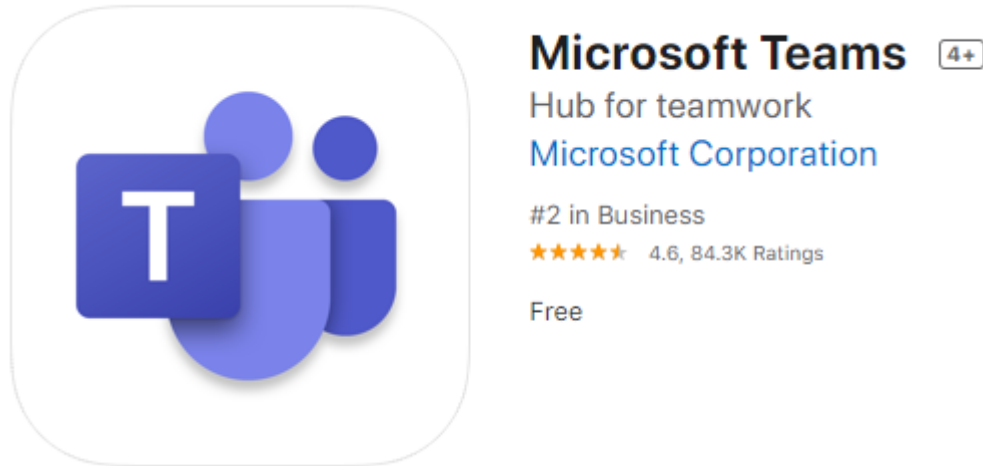 T
Microsoft Teams 4+
Hub for teamwork
Microsoft Corporation
#2 in Business
4.6, 84.3K Ratings
Free